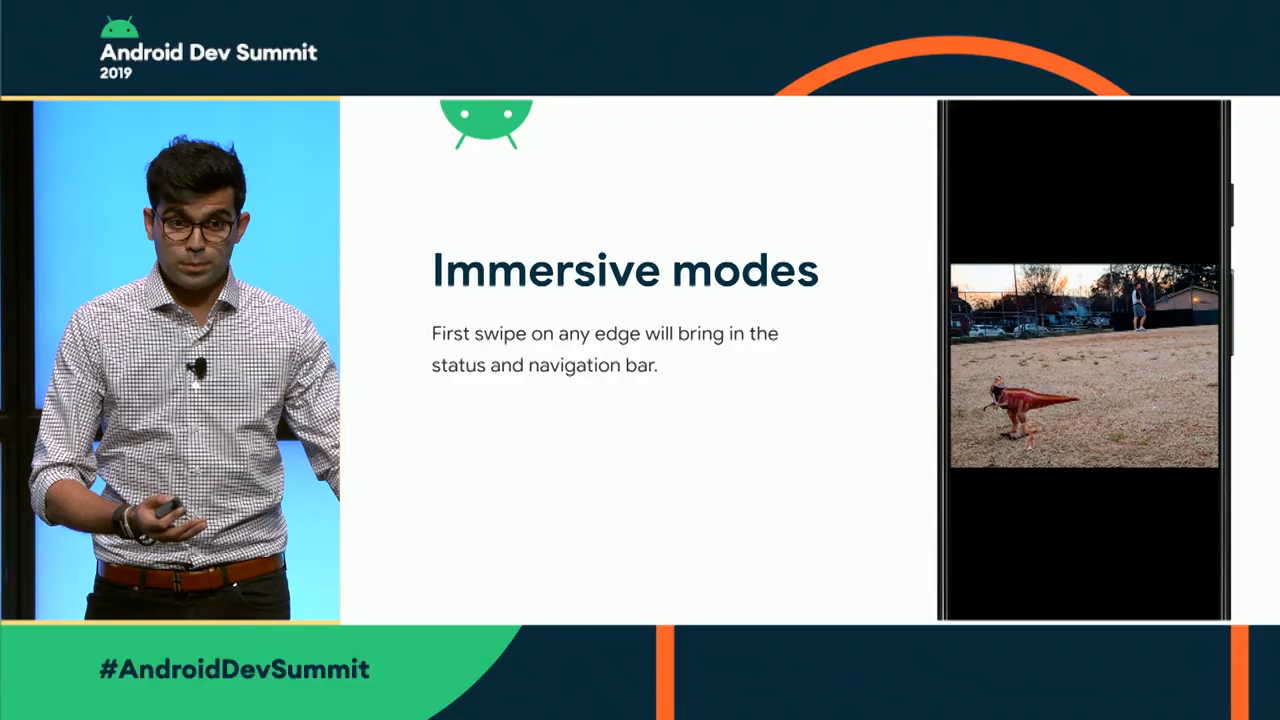 Android Dev Summit
2019
Immersive modes
First swipe on any edge will bring in the
status and navigation bar.
#AndroidDevSummit